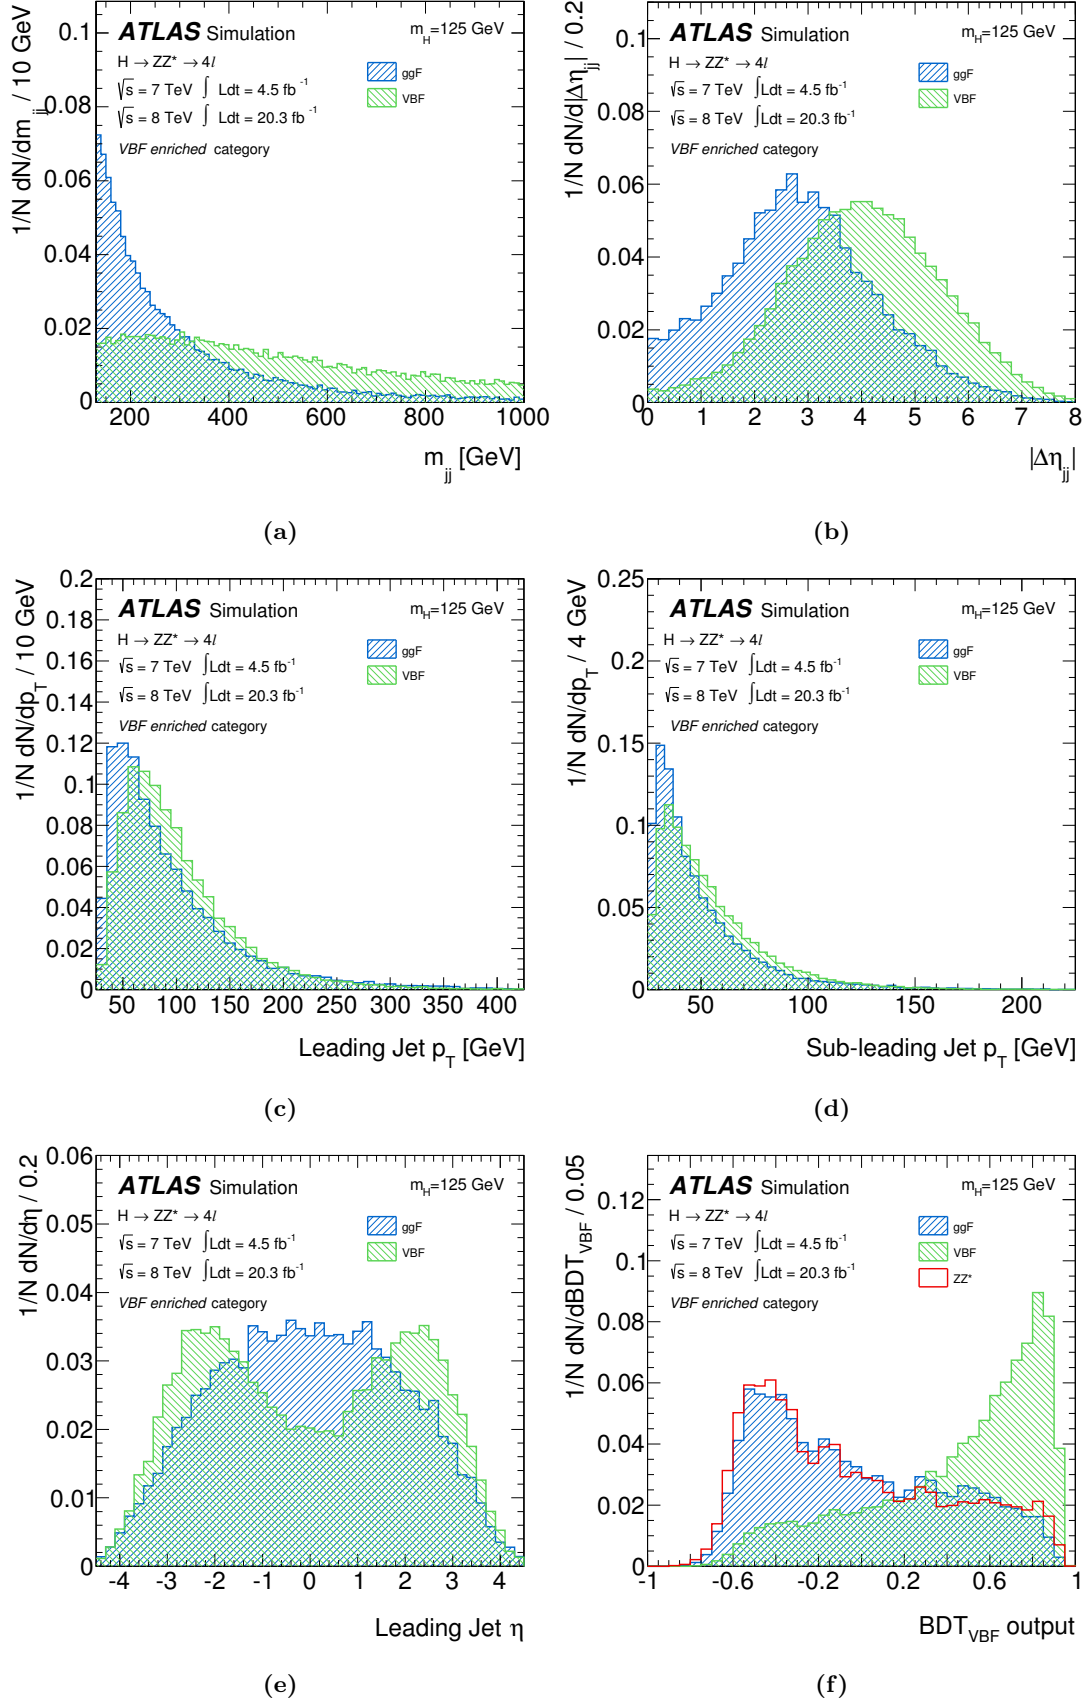 1/N dN/dm_jj / 10 GeV
0.1
0.08
0.06
0.04
0.02
0
ATLAS Simulation
m_H=125 GeV
H → ZZ* → 4l
√s = 7 TeV ∫ Ldt = 4.5 fb⁻¹
√s = 8 TeV ∫ Ldt = 20.3 fb⁻¹
VBF enriched category
ggF
VBF
200 400 600 800 1000
m_jj [GeV]
(a)
1/N dN/d|Δη_jj| / 0.2
0.1
0.08
0.06
0.04
0.02
0
ATLAS Simulation
m_H=125 GeV
H → ZZ* → 4l
√s = 7 TeV ∫Ldt = 4.5 fb⁻¹
√s = 8 TeV ∫Ldt = 20.3 fb⁻¹
VBF enriched category
ggF
VBF
0 1 2 3 4 5 6 7 8
|Δη_jj|
(b)
1/N dN/dp_T / 10 GeV
0.2
0.18
0.16
0.14
0.12
0.1
0.08
0.06
0.04
0.02
0
ATLAS Simulation
m_H=125 GeV
H → ZZ* → 4l
√s = 7 TeV ∫Ldt = 4.5 fb⁻¹
√s = 8 TeV ∫Ldt = 20.3 fb⁻¹
VBF enriched category
ggF
VBF
50 100 150 200 250 300 350 400
Leading Jet p_T [GeV]
(c)
1/N dN/dp_T / 4 GeV
0.25
0.2
0.15
0.1
0.05
0
ATLAS Simulation
m_H=125 GeV
H → ZZ* → 4l
√s = 7 TeV ∫Ldt = 4.5 fb⁻¹
√s = 8 TeV ∫Ldt = 20.3 fb⁻¹
VBF enriched category
ggF
VBF
50 100 150 200
Sub-leading Jet p_T [GeV]
(d)
1/N dN/dη / 0.2
0.06
0.05
0.04
0.03
0.02
0.01
0
ATLAS Simulation
m_H=125 GeV
H → ZZ* → 4l
√s = 7 TeV ∫Ldt = 4.5 fb⁻¹
√s = 8 TeV ∫Ldt = 20.3 fb⁻¹
VBF enriched category
ggF
VBF
-4 -3 -2 -1 0 1 2 3 4
Leading Jet η
(e)
1/N dN/dBDT_VBF / 0.05
0.12
0.1
0.08
0.06
0.04
0.02
0
ATLAS Simulation
m_H=125 GeV
H → ZZ* → 4l
√s = 7 TeV ∫Ldt = 4.5 fb⁻¹
√s = 8 TeV ∫Ldt = 20.3 fb⁻¹
VBF enriched category
ggF
VBF
ZZ*
-1 -0.6 -0.2 0.2 0.6 1
BDT_VBF output
(f)